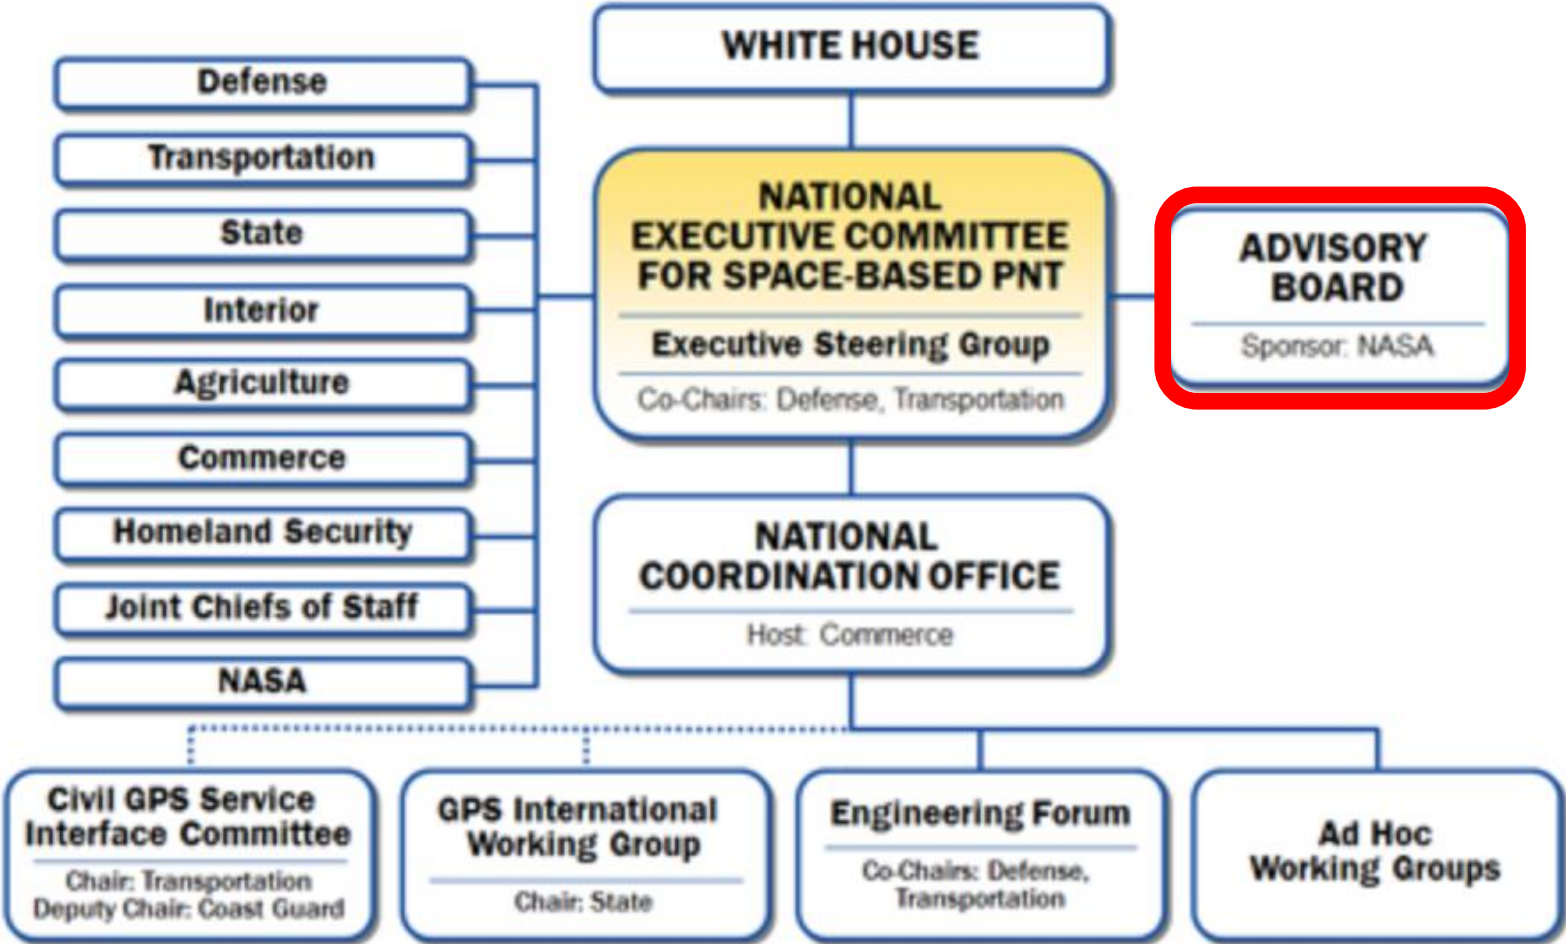 WHITE HOUSE
Defense
Transportation
State
Interior
Agriculture
Commerce
Homeland Security
Joint Chiefs of Staff
NASA
NATIONAL
EXECUTIVE COMMITTEE
FOR SPACE-BASED PNT
Executive Steering Group
Co-Chairs: Defense, Transportation
ADVISORY
BOARD
Sponsor: NASA
NATIONAL
COORDINATION OFFICE
Host: Commerce
Civil GPS Service
Interface Committee
Chair: Transportation
Deputy Chair: Coast Guard
GPS International
Working Group
Chair: State
Engineering Forum
Co-Chairs: Defense,
Transportation
Ad Hoc
Working Groups